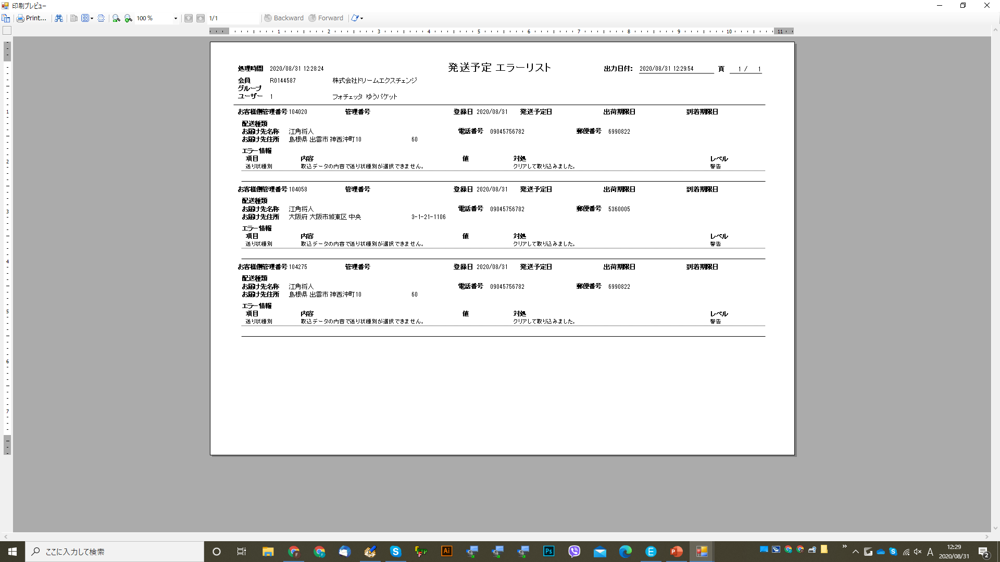 印刷プレビュー
Print... 100 % 1/1 Backward Forward
1 2 3 4 5 6 7 8 9 10 11
処理時間 2020/08/31 12:28:24 発送予定 エラーリスト 出力日付: 2020/08/31 12:29:54 頁 1 / 1
会員 R0144587 株式会社ドリームエクスチェンジ
グループ
ユーザー 1 フォチェッタ ゆうパケット
お客様側管理番号 104020 管理番号 登録日 2020/08/31 発送予定日 出荷期限日 到着期限日
配送種類
お届け先名称 江角将人 電話番号 09045756782 郵便番号 6990822
お届け先住所 島根県 出雲市 神西沖町10 60
エラー情報
項目 内容 値 対処 レベル
送り状種別 取込データの内容で送り状種別が選択できません。 クリアして取り込みました。 警告
お客様側管理番号 104058 管理番号 登録日 2020/08/31 発送予定日 出荷期限日 到着期限日
配送種類
お届け先名称 江角将人 電話番号 09045756782 郵便番号 5360005
お届け先住所 大阪府 大阪市城東区 中央 3-1-21-1106
エラー情報
項目 内容 値 対処 レベル
送り状種別 取込データの内容で送り状種別が選択できません。 クリアして取り込みました。 警告
お客様側管理番号 104275 管理番号 登録日 2020/08/31 発送予定日 出荷期限日 到着期限日
配送種類
お届け先名称 江角将人 電話番号 09045756782 郵便番号 6990822
お届け先住所 島根県 出雲市 神西沖町10 60
エラー情報
項目 内容 値 対処 レベル
送り状種別 取込データの内容で送り状種別が選択できません。 クリアして取り込みました。 警告
1
2
3
4
5
6
7
ここに入力して検索
Ai Ps A 12:29
2020/08/31 2